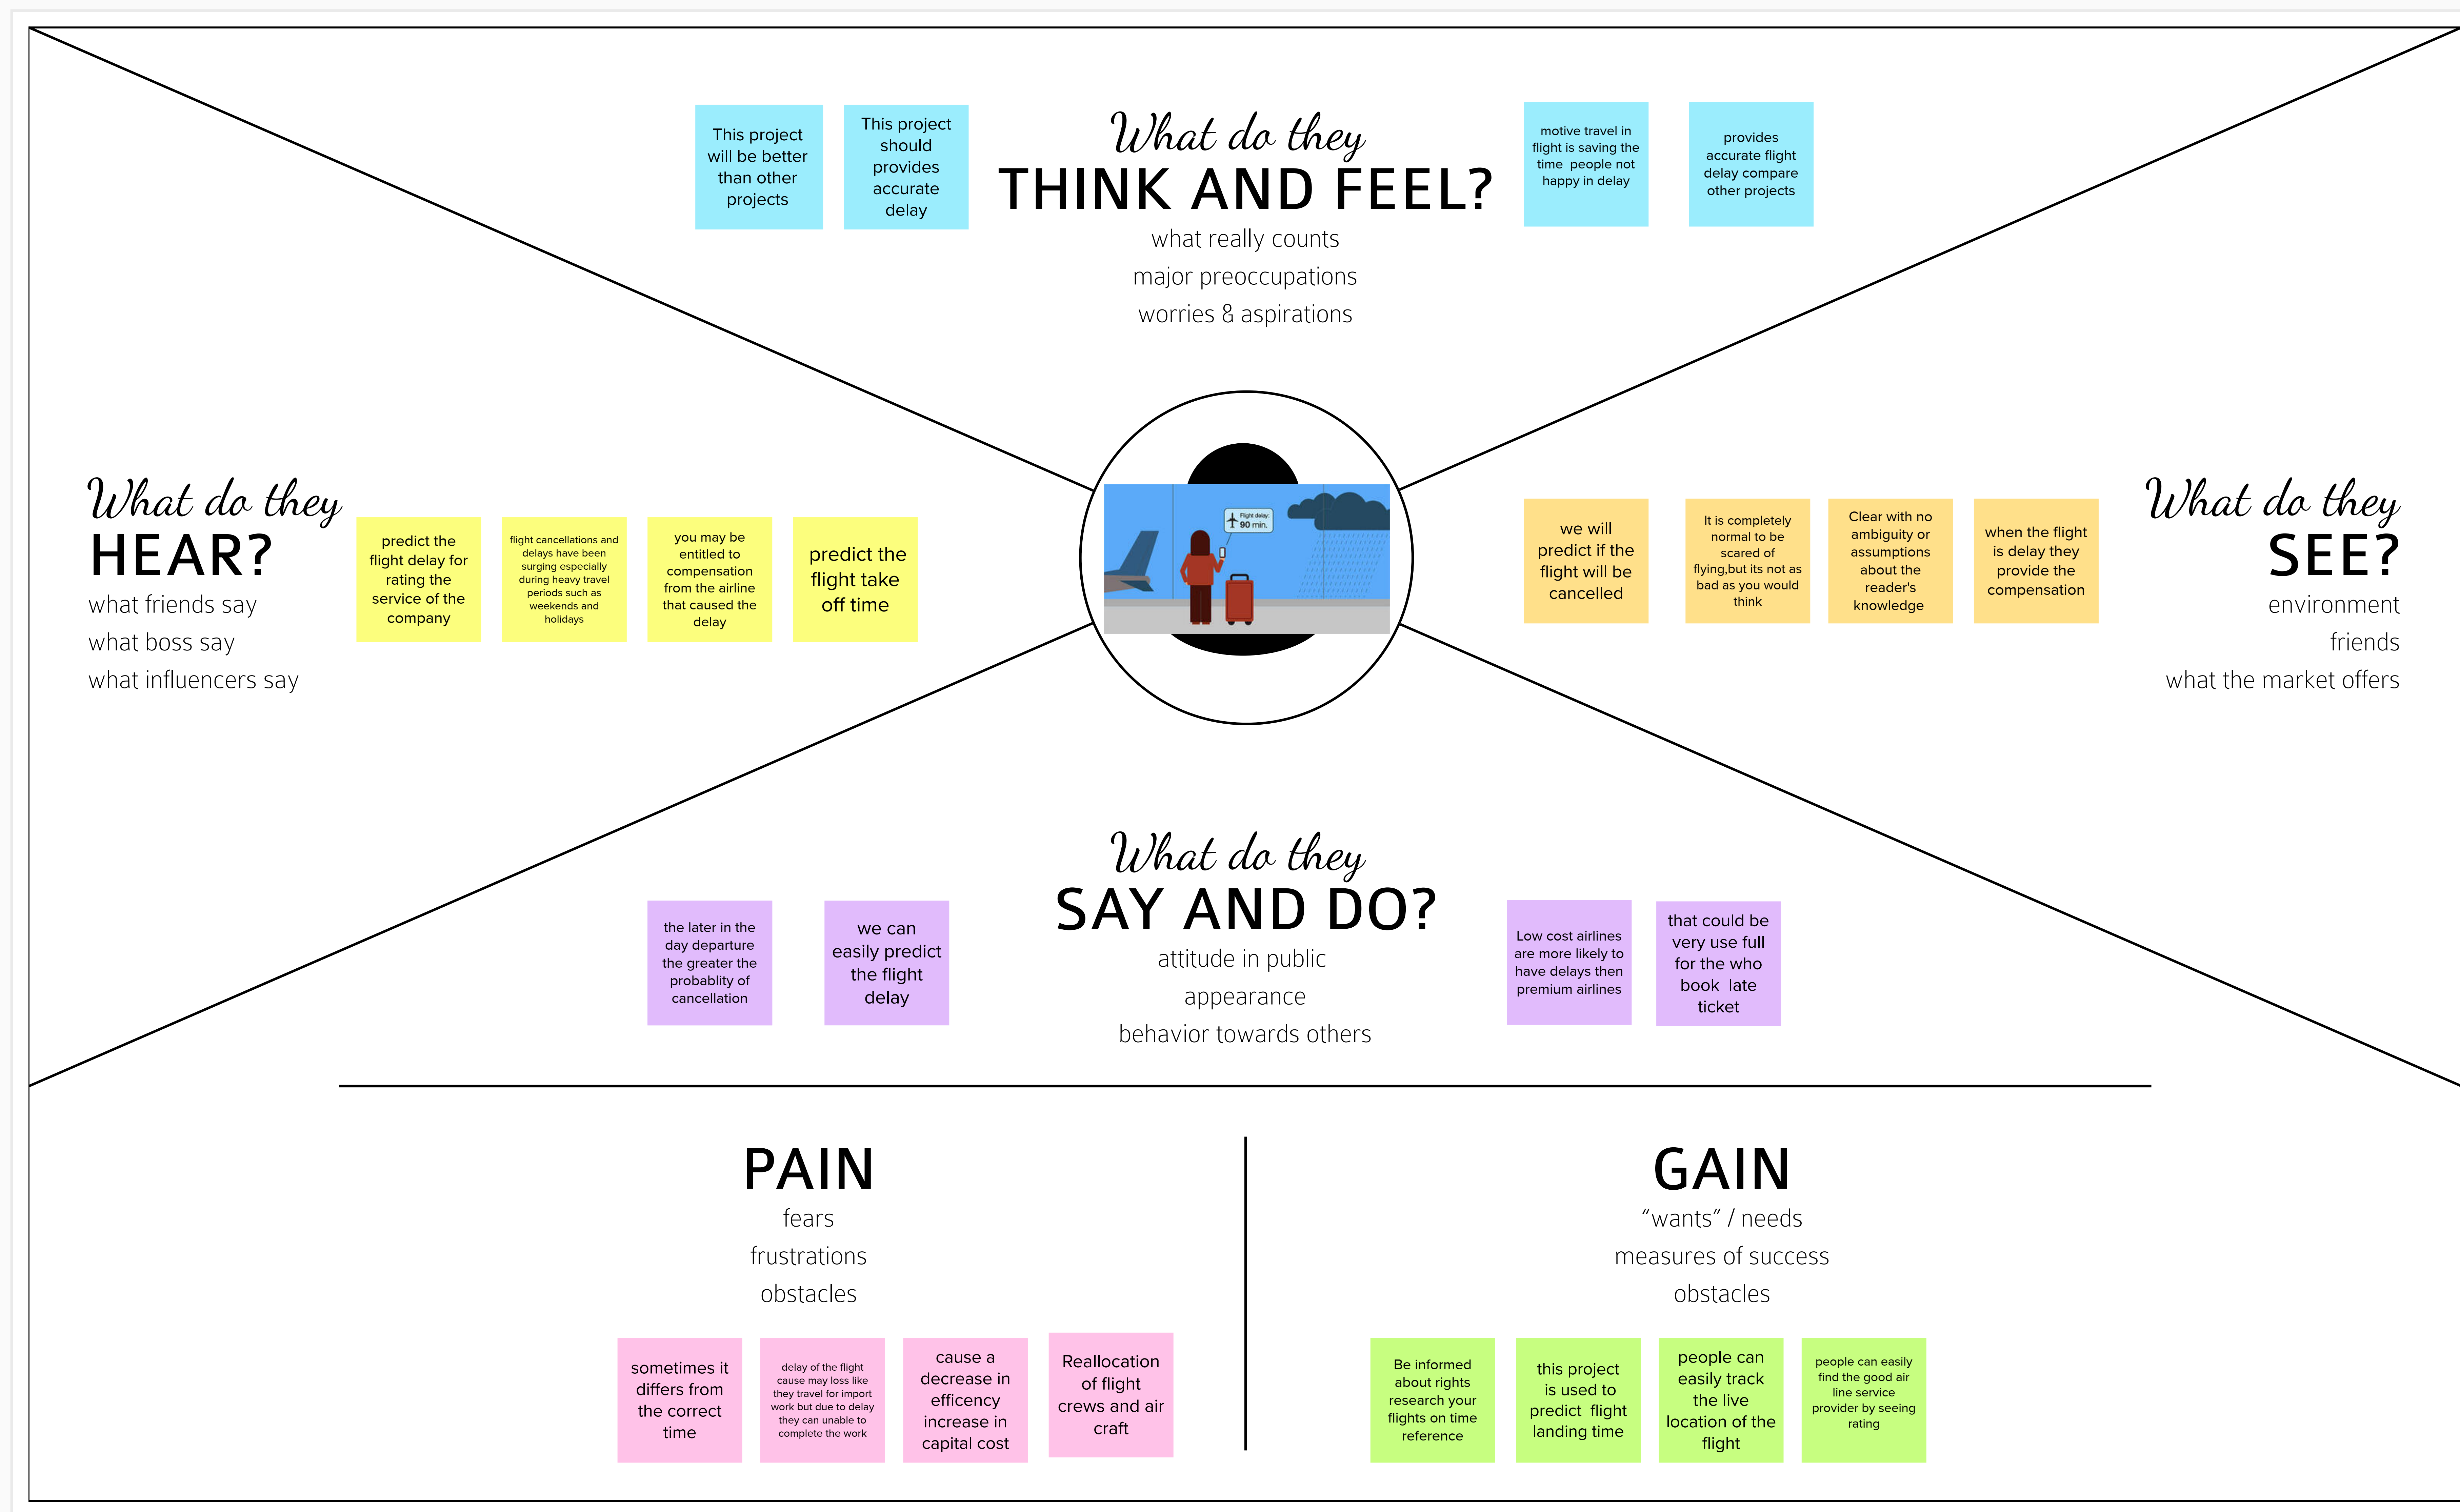 What do they
THINK AND FEEL?
what really counts
major preoccupations
worries & aspirations
This project
will be better
than other
projects
This project
should
provides
accurate
delay
motive travel in
flight is saving the
time people not
happy in delay
provides
accurate flight
delay compare
other projects
What do they
HEAR?
what friends say
what boss say
what influencers say
predict the
flight delay for
rating the
service of the
company
flight cancellations and
delays have been
surging especially
during heavy travel
periods such as
weekends and
holidays
you may be
entitled to
compensation
from the airline
that caused the
delay
predict the
flight take
off time
Flight delay:
90 min.
we will
predict if the
flight will be
cancelled
It is completely
normal to be
scared of
flying,but its not as
bad as you would
think
Clear with no
ambiguity or
assumptions
about the
reader's
knowledge
when the flight
is delay they
provide the
compensation
What do they
SEE?
environment
friends
what the market offers
What do they
SAY AND DO?
attitude in public
appearance
behavior towards others
the later in the
day departure
the greater the
probablity of
cancellation
we can
easily predict
the flight
delay
Low cost airlines
are more likely to
have delays then
premium airlines
that could be
very use full
for the who
book late
ticket
PAIN
fears
frustrations
obstacles
sometimes it
differs from
the correct
time
delay of the flight
cause may loss like
they travel for import
work but due to delay
they can unable to
complete the work
cause a
decrease in
efficency
increase in
capital cost
Reallocation
of flight
crews and air
craft
GAIN
“wants” / needs
measures of success
obstacles
Be informed
about rights
research your
flights on time
reference
this project
is used to
predict flight
landing time
people can
easily track
the live
location of the
flight
people can easily
find the good air
line service
provider by seeing
rating